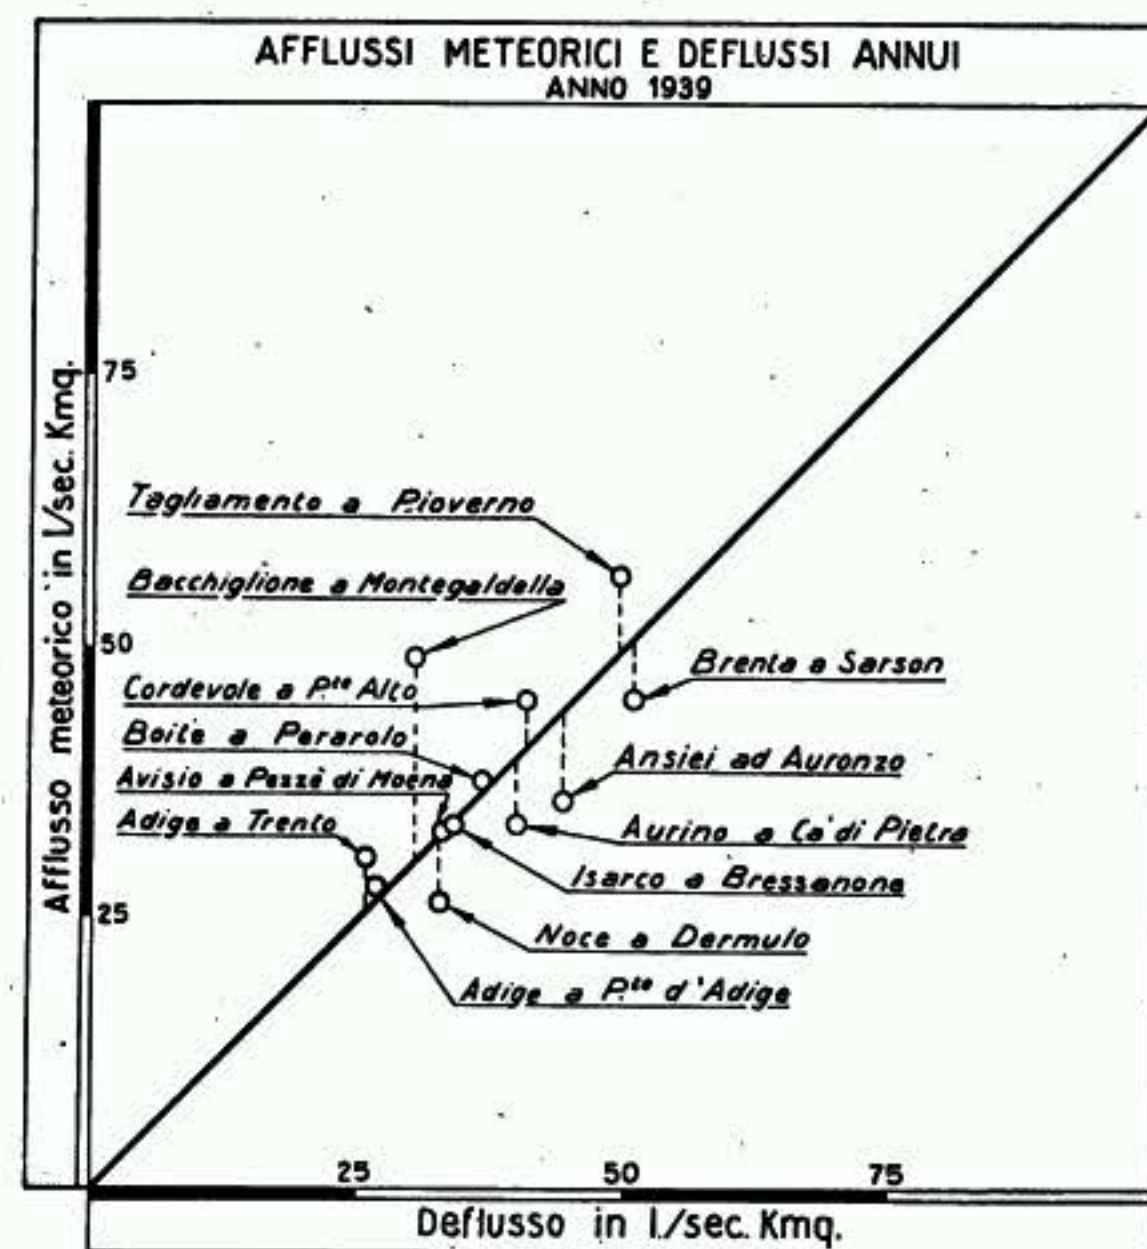 AFFLUSSI METEORICI E DEFLUSSI ANNUI
ANNO 1939
Afflusso meteorico in l/sec. Kmq.
75
50
25
Tagliamento a Pioverno
Bacchiglione a Montegaldella
Cordevole a P.te Alto
Boite a Perarolo
Avisio a Pezzè di Moena
Adige a Trento
Brenta a Sarson
Ansiei ad Auronzo
Aurino a Ca' di Pietra
Isarco a Bressanone
Noce a Dermulo
Adige a P.te d'Adige
25 50 75
Deflusso in l./sec. Kmq.